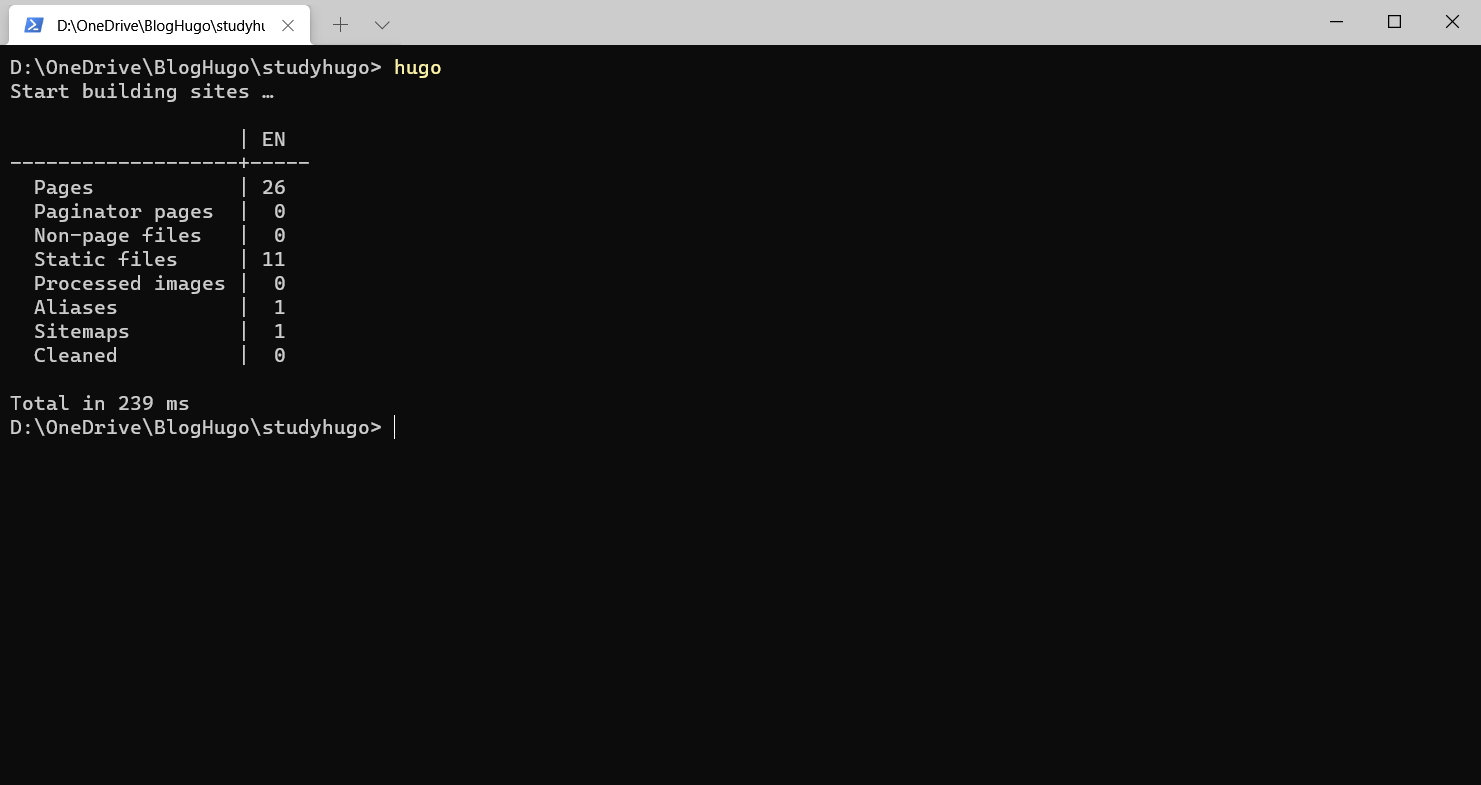 D:\OneDrive\BlogHugo\studyhu
D:\OneDrive\BlogHugo\studyhugo> hugo
Start building sites …
                   | EN
-------------------+-----
  Pages            | 26
  Paginator pages  |  0
  Non-page files   |  0
  Static files     | 11
  Processed images |  0
  Aliases          |  1
  Sitemaps         |  1
  Cleaned          |  0
Total in 239 ms
D:\OneDrive\BlogHugo\studyhugo>